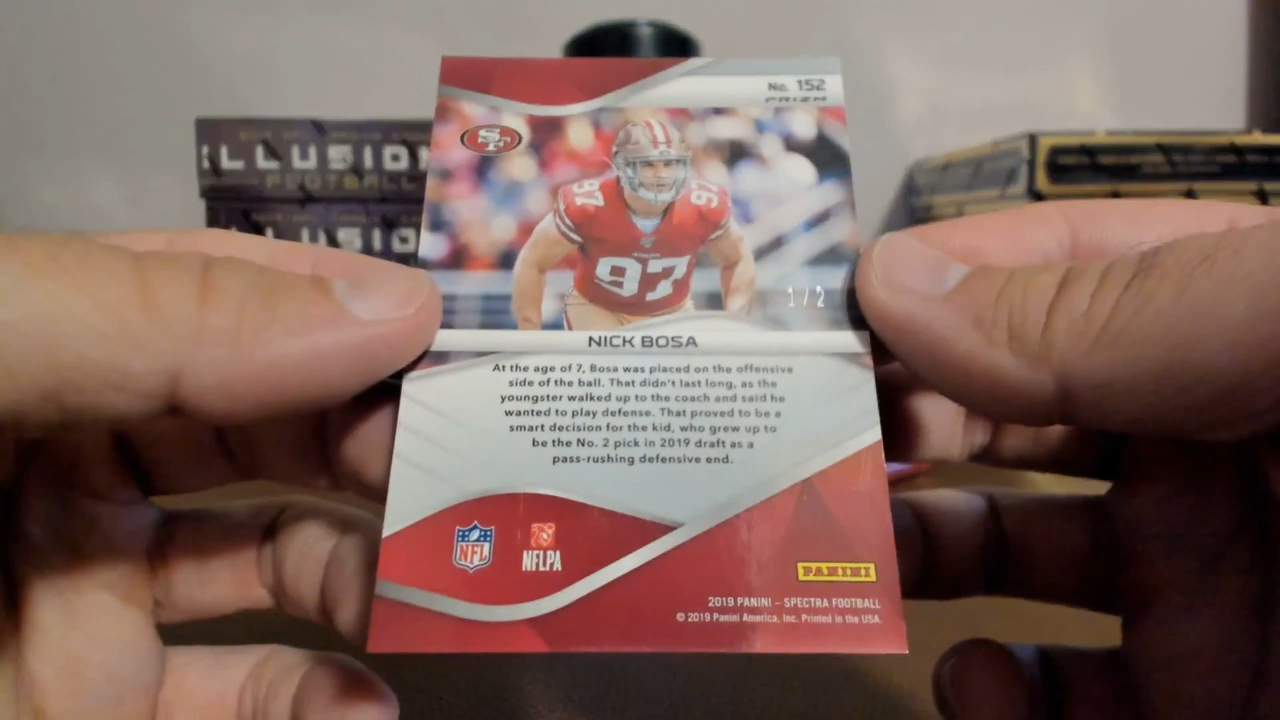 No. 152
PRIZM
SF
97 97
97
1/2
NICK BOSA
At the age of 7, Bosa was placed on the offensive
side of the ball. That didn't last long, as the
youngster walked up to the coach and said he
wanted to play defense. That proved to be a
smart decision for the kid, who grew up to
be the No. 2 pick in 2019 draft as a
pass-rushing defensive end.
NFL
NFLPA
PANINI
2019 PANINI – SPECTRA FOOTBALL
© 2019 Panini America, Inc. Printed in the USA.
ILLUSION
FOOTBALL
ILLUSIO